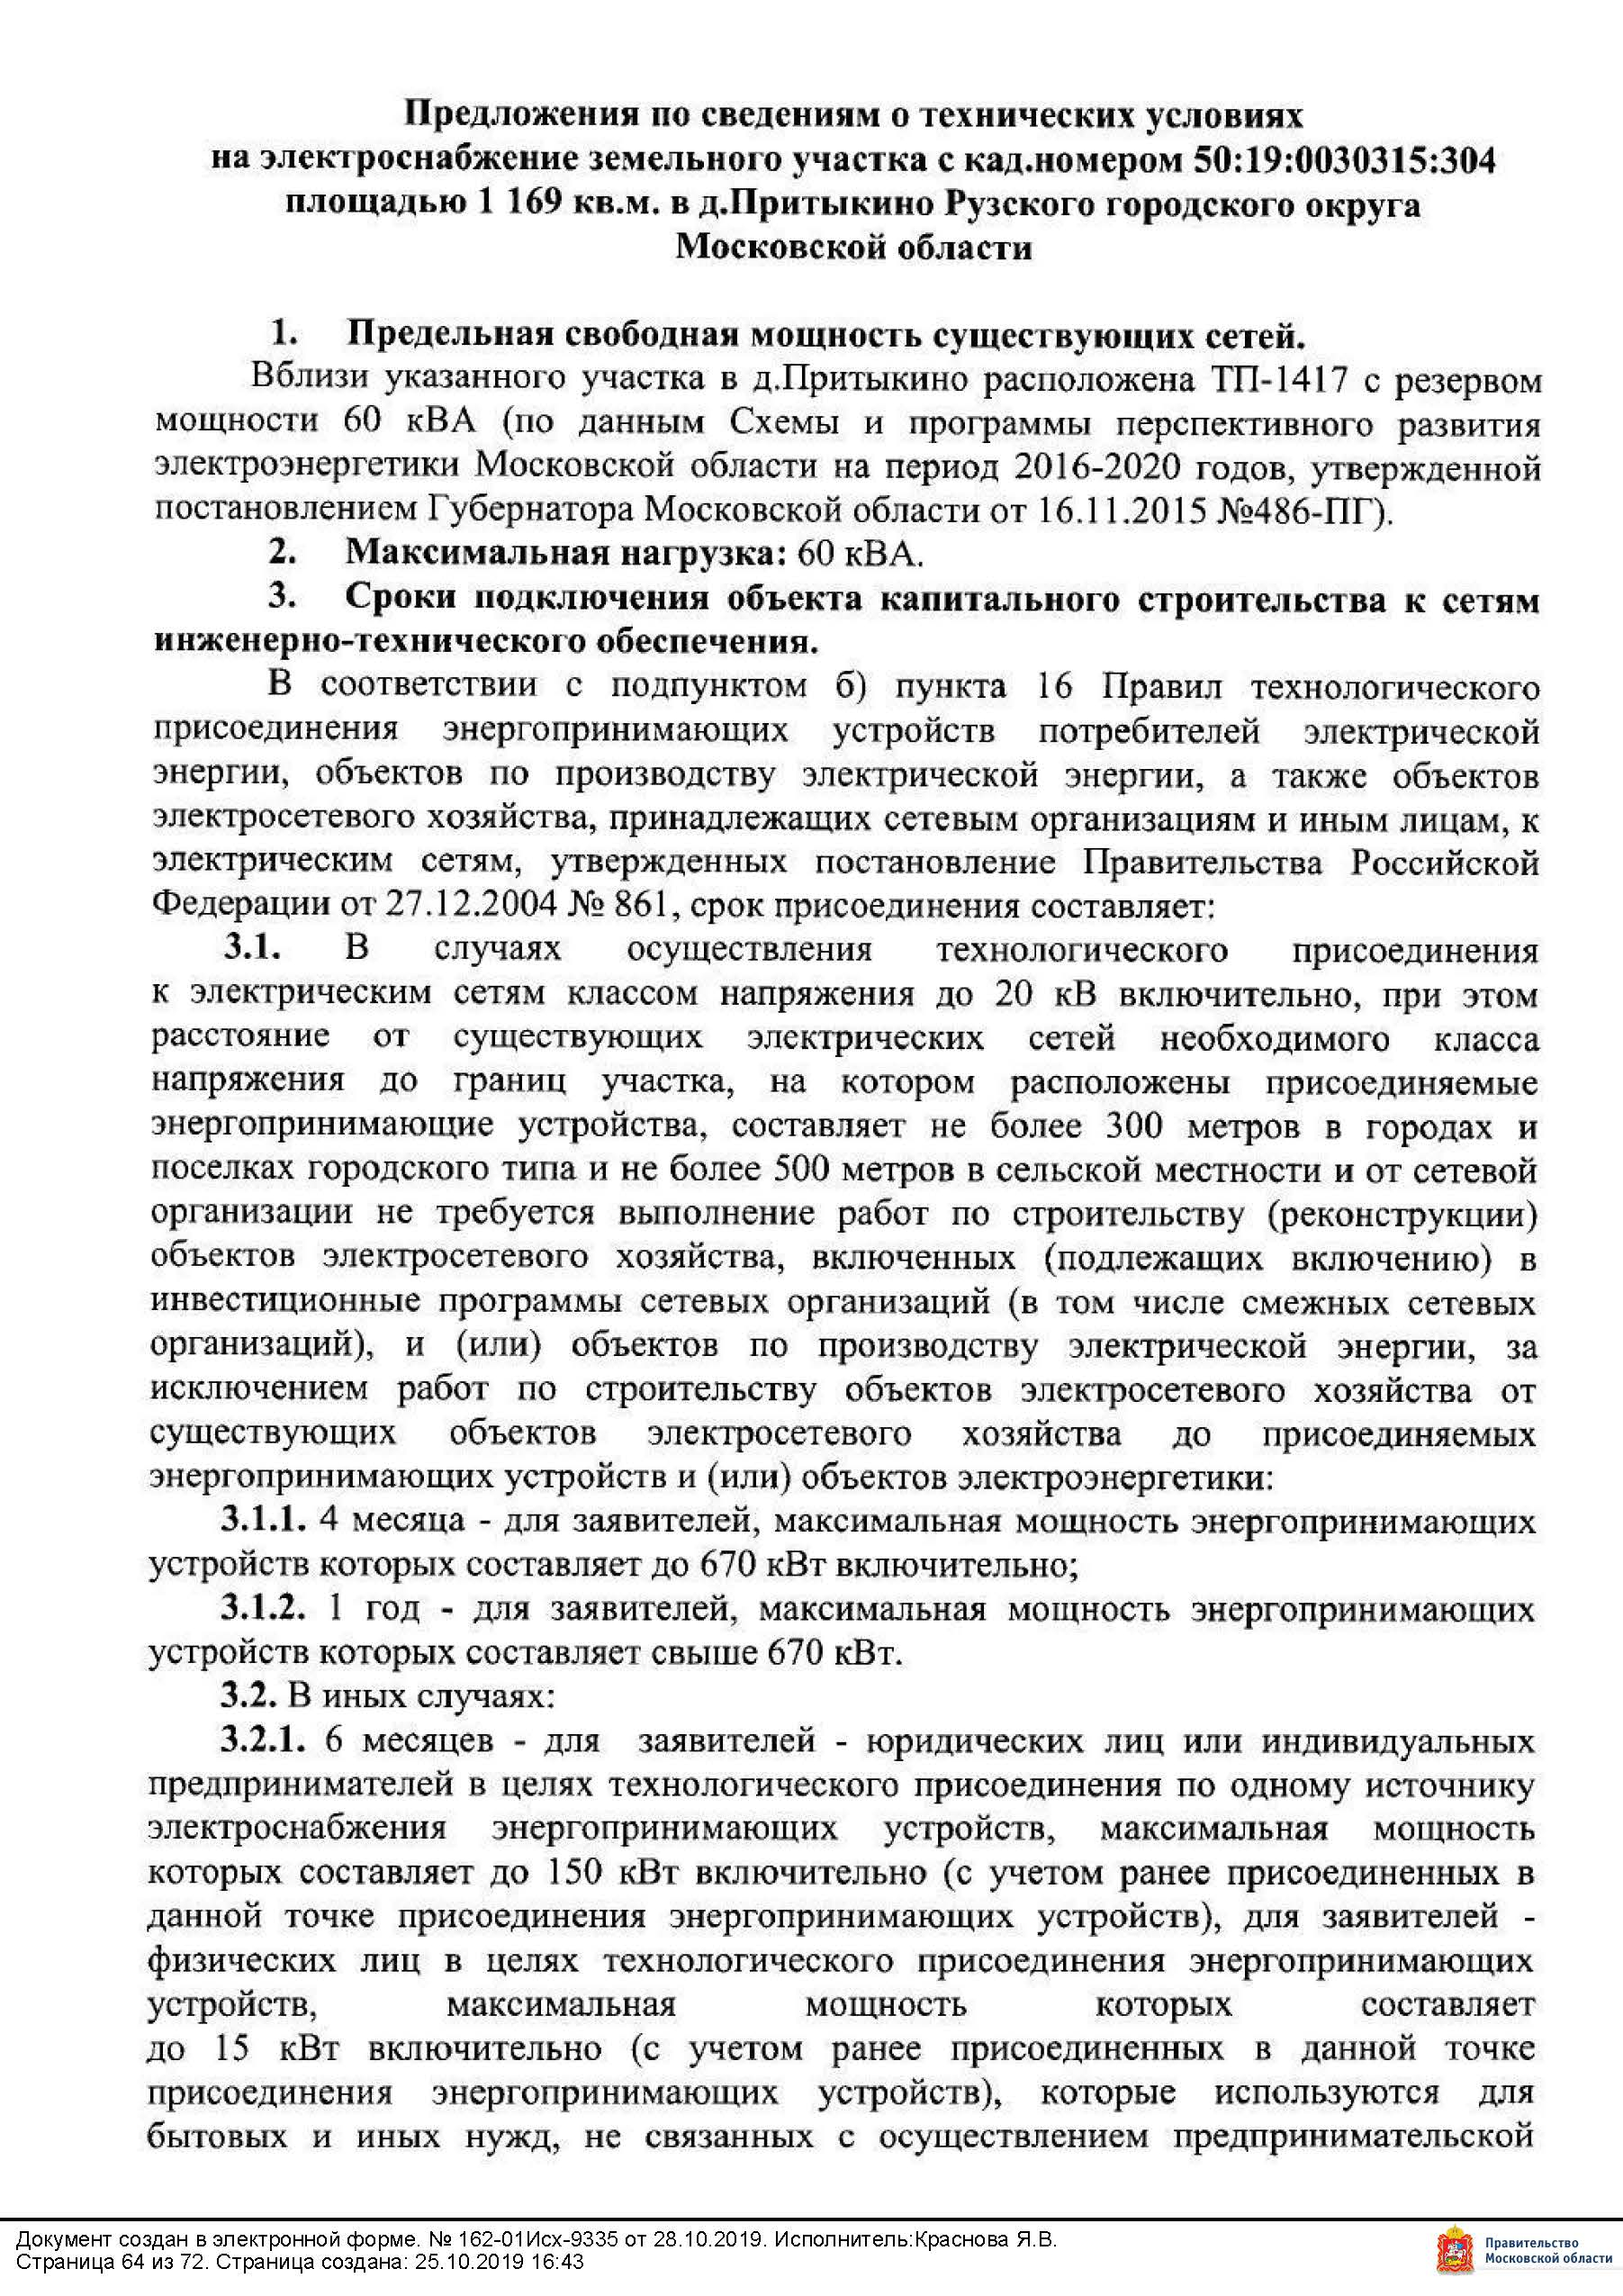 Предложения по сведениям о технических условиях
на электроснабжение земельного участка с кад.номером 50:19:0030315:304
площадью 1 169 кв.м. в д.Притыкино Рузского городского округа
Московской области
1. Предельная свободная мощность существующих сетей.
Вблизи указанного участка в д.Притыкино расположена ТП-1417 с резервом
мощности 60 кВА (по данным Схемы и программы перспективного развития
электроэнергетики Московской области на период 2016-2020 годов, утвержденной
постановлением Губернатора Московской области от 16.11.2015 №486-ПГ).
2. Максимальная нагрузка: 60 кВА.
3. Сроки подключения объекта капитального строительства к сетям
инженерно-технического обеспечения.
В соответствии с подпунктом б) пункта 16 Правил технологического
присоединения энергопринимающих устройств потребителей электрической
энергии, объектов по производству электрической энергии, а также объектов
электросетевого хозяйства, принадлежащих сетевым организациям и иным лицам, к
электрическим сетям, утвержденных постановление Правительства Российской
Федерации от 27.12.2004 № 861, срок присоединения составляет:
3.1. В случаях осуществления технологического присоединения
к электрическим сетям классом напряжения до 20 кВ включительно, при этом
расстояние от существующих электрических сетей необходимого класса
напряжения до границ участка, на котором расположены присоединяемые
энергопринимающие устройства, составляет не более 300 метров в городах и
поселках городского типа и не более 500 метров в сельской местности и от сетевой
организации не требуется выполнение работ по строительству (реконструкции)
объектов электросетевого хозяйства, включенных (подлежащих включению) в
инвестиционные программы сетевых организаций (в том числе смежных сетевых
организаций), и (или) объектов по производству электрической энергии, за
исключением работ по строительству объектов электросетевого хозяйства от
существующих объектов электросетевого хозяйства до присоединяемых
энергопринимающих устройств и (или) объектов электроэнергетики:
3.1.1. 4 месяца - для заявителей, максимальная мощность энергопринимающих
устройств которых составляет до 670 кВт включительно;
3.1.2. 1 год - для заявителей, максимальная мощность энергопринимающих
устройств которых составляет свыше 670 кВт.
3.2. В иных случаях:
3.2.1. 6 месяцев - для заявителей - юридических лиц или индивидуальных
предпринимателей в целях технологического присоединения по одному источнику
электроснабжения энергопринимающих устройств, максимальная мощность
которых составляет до 150 кВт включительно (с учетом ранее присоединенных в
данной точке присоединения энергопринимающих устройств), для заявителей -
физических лиц в целях технологического присоединения энергопринимающих
устройств, максимальная мощность которых составляет
до 15 кВт включительно (с учетом ранее присоединенных в данной точке
присоединения энергопринимающих устройств), которые используются для
бытовых и иных нужд, не связанных с осуществлением предпринимательской
Документ создан в электронной форме. № 162-01Исх-9335 от 28.10.2019. Исполнитель:Краснова Я.В.
Страница 64 из 72. Страница создана: 25.10.2019 16:43
Правительство
Московской области